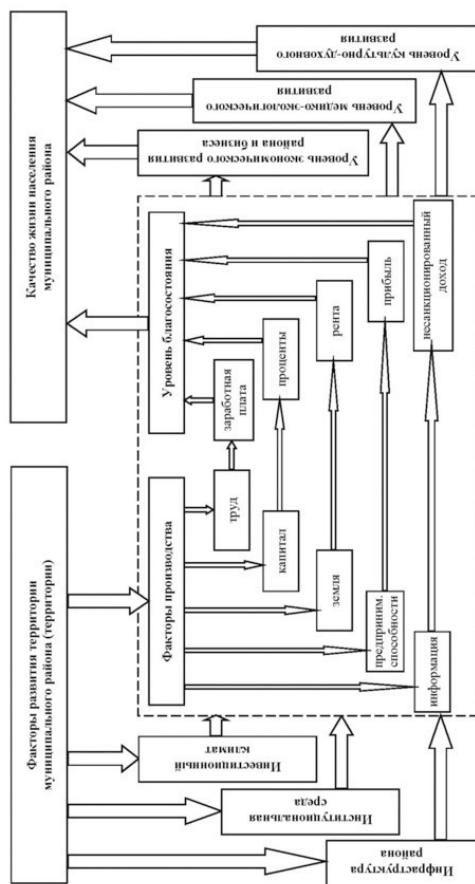 Факторы развития территории
муниципального района (территории)
Качество жизни населения
муниципального района
Инфраструктура
района
Институциональная
среда
Инвестиционный
климат
Факторы производства
Уровень благосостояния
труд
заработная
плата
капитал
проценты
земля
рента
предприним.
способности
прибыль
информация
несанкционированный
доход
Уровень экономического развития
района и бизнеса
Уровень медико-экологического
развития
Уровень культурно-духовного
развития